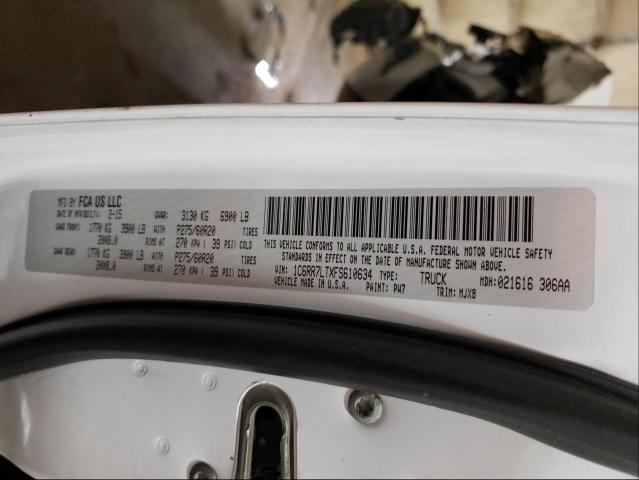 MFD BY FCA US LLC
DATE OF MFR/BUILT: 2-15 GVWR: 3130 KG 6900 LB
GAWR FRONT: 1770 KG 3900 LB WITH P275/60R20 TIRES
20X8.0 RIMS AT 270 KPA ( 39 PSI) COLD
GAWR REAR: 1770 KG 3900 LB WITH P275/60R20 TIRES
20X8.0 RIMS AT 270 KPA ( 39 PSI) COLD
THIS VEHICLE CONFORMS TO ALL APPLICABLE U.S.A. FEDERAL MOTOR VEHICLE SAFETY
STANDARDS IN EFFECT ON THE DATE OF MANUFACTURE SHOWN ABOVE.
VIN: 1C6RR7LTXFS610634 TYPE: TRUCK MDH:021616 306AA
VEHICLE MADE IN U.S.A. PAINT: PW7 TRIM: MJX8